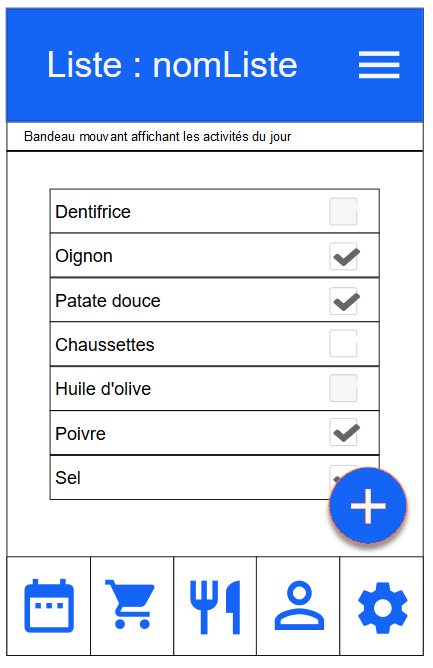 Liste : nomListe
Bandeau mouvant affichant les activités du jour
Dentifrice
Oignon
Patate douce
Chaussettes
Huile d'olive
Poivre
Sel